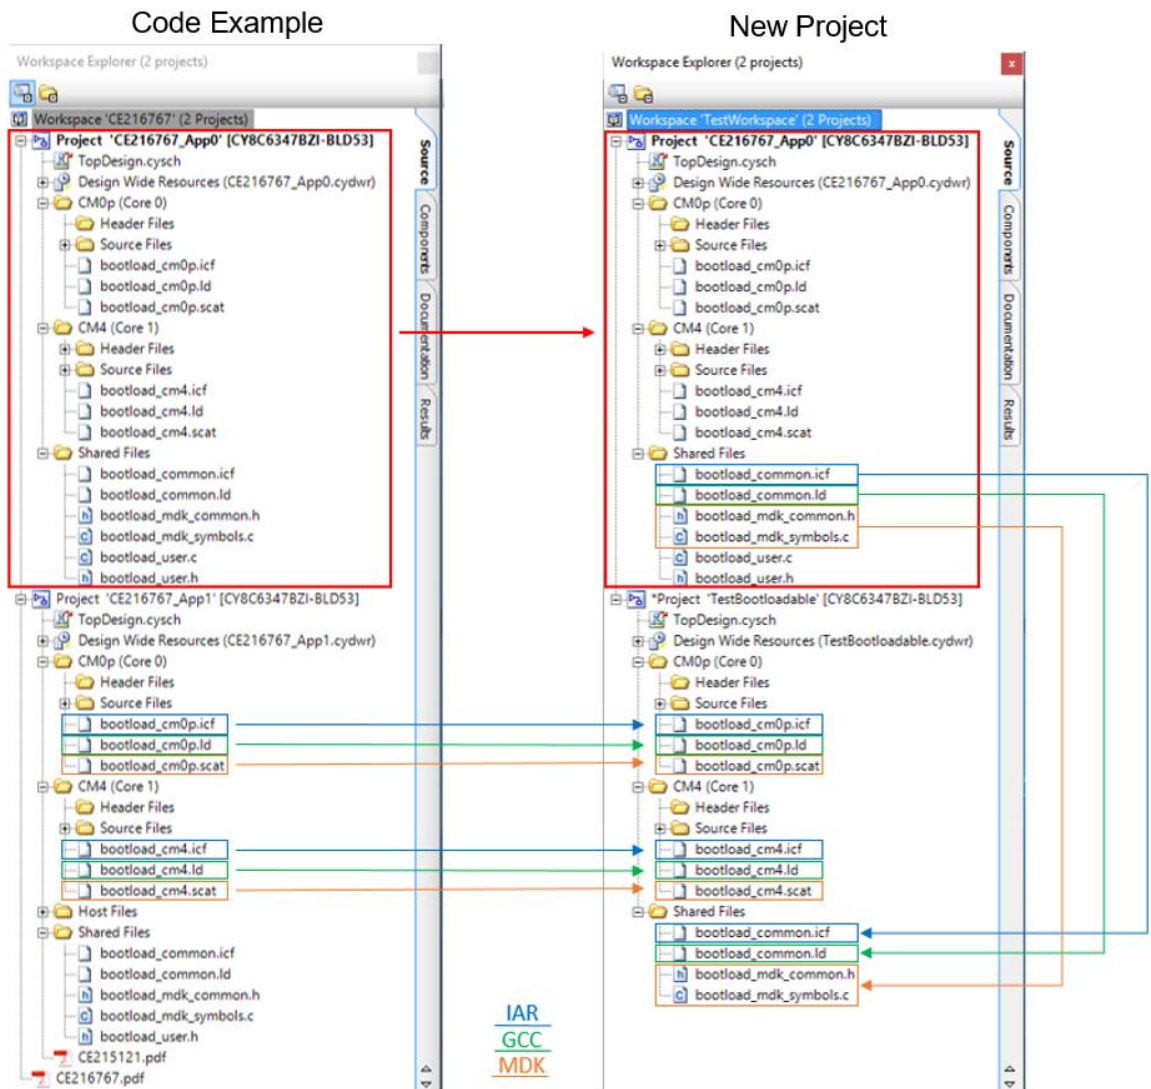 Code Example
Workspace Explorer (2 projects)
Workspace 'CE216767' (2 Projects)
Project 'CE216767_App0' [CY8C6347BZI-BLD53]
TopDesign.cysch
Design Wide Resources (CE216767_App0.cydwr)
CM0p (Core 0)
Header Files
Source Files
bootload_cm0p.icf
bootload_cm0p.ld
bootload_cm0p.scat
CM4 (Core 1)
Header Files
Source Files
bootload_cm4.icf
bootload_cm4.ld
bootload_cm4.scat
Shared Files
bootload_common.icf
bootload_common.ld
bootload_mdk_common.h
bootload_mdk_symbols.c
bootload_user.c
bootload_user.h
Project 'CE216767_App1' [CY8C6347BZI-BLD53]
TopDesign.cysch
Design Wide Resources (CE216767_App1.cydwr)
CM0p (Core 0)
Header Files
Source Files
bootload_cm0p.icf
bootload_cm0p.ld
bootload_cm0p.scat
CM4 (Core 1)
Header Files
Source Files
bootload_cm4.icf
bootload_cm4.ld
bootload_cm4.scat
Host Files
Shared Files
bootload_common.icf
bootload_common.ld
bootload_mdk_common.h
bootload_mdk_symbols.c
bootload_user.h
CE215121.pdf
CE216767.pdf
Source
Components
Documentation
Results
IAR
GCC
MDK
New Project
Workspace Explorer (2 projects)
x
Workspace 'TestWorkspace' (2 Projects)
Project 'CE216767_App0' [CY8C6347BZI-BLD53]
TopDesign.cysch
Design Wide Resources (CE216767_App0.cydwr)
CM0p (Core 0)
Header Files
Source Files
bootload_cm0p.icf
bootload_cm0p.ld
bootload_cm0p.scat
CM4 (Core 1)
Header Files
Source Files
bootload_cm4.icf
bootload_cm4.ld
bootload_cm4.scat
Shared Files
bootload_common.icf
bootload_common.ld
bootload_mdk_common.h
bootload_mdk_symbols.c
bootload_user.c
bootload_user.h
*Project 'TestBootloadable' [CY8C6347BZI-BLD53]
TopDesign.cysch
Design Wide Resources (TestBootloadable.cydwr)
CM0p (Core 0)
Header Files
Source Files
bootload_cm0p.icf
bootload_cm0p.ld
bootload_cm0p.scat
CM4 (Core 1)
Header Files
Source Files
bootload_cm4.icf
bootload_cm4.ld
bootload_cm4.scat
Shared Files
bootload_common.icf
bootload_common.ld
bootload_mdk_common.h
bootload_mdk_symbols.c
Source
Components
Documentation
Results